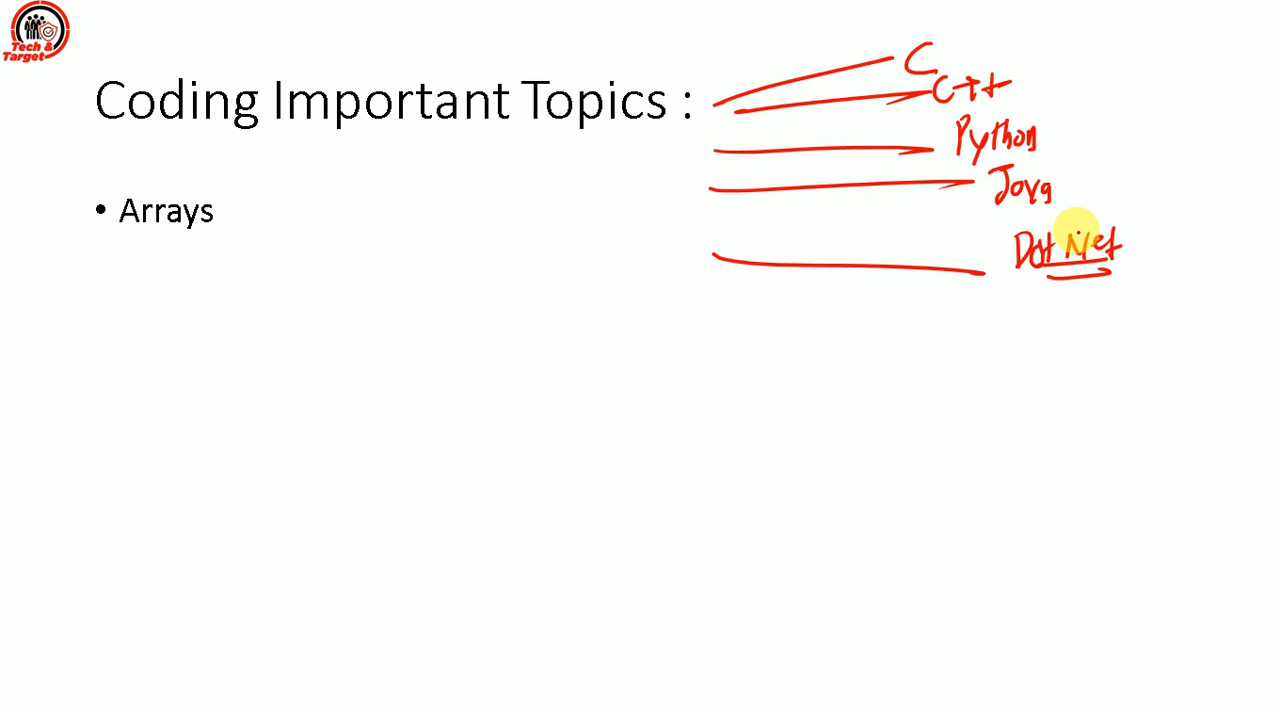 Tech &
Target
Coding Important Topics :
C
C++
Python
Java
Dot Net
• Arrays